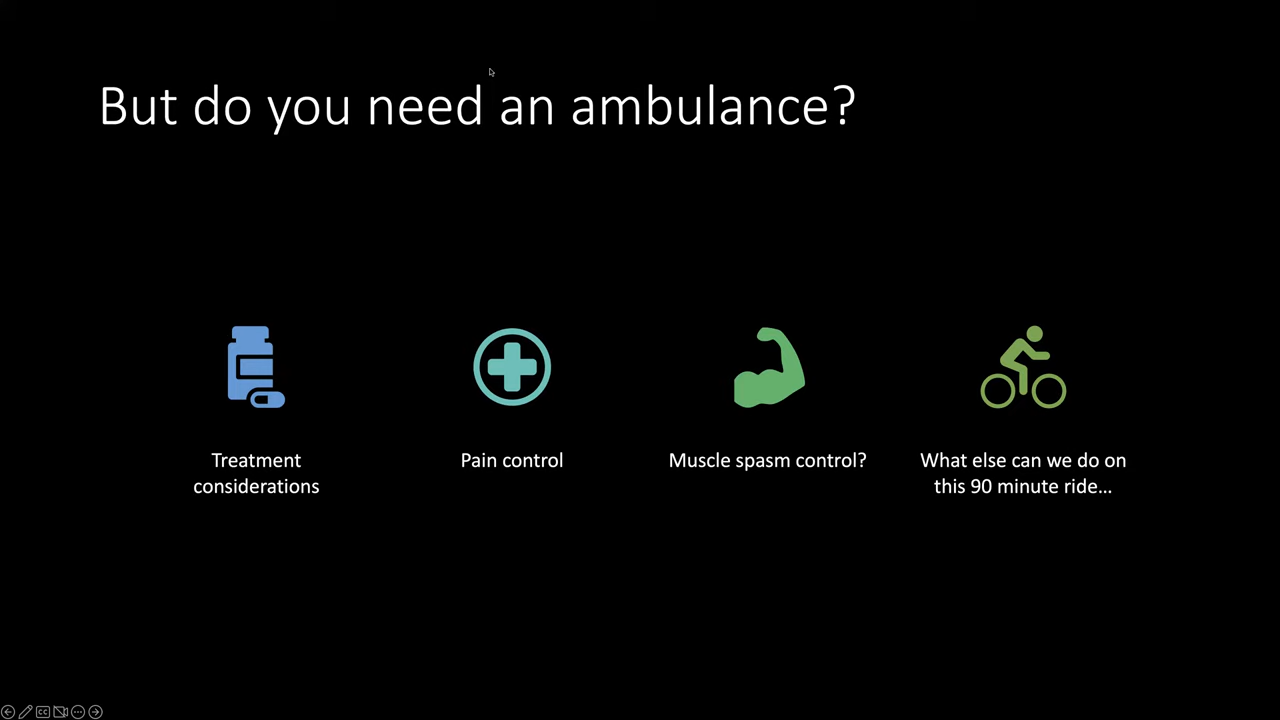 But do you need an ambulance?
Treatment
considerations
Pain control
Muscle spasm control?
What else can we do on
this 90 minute ride...